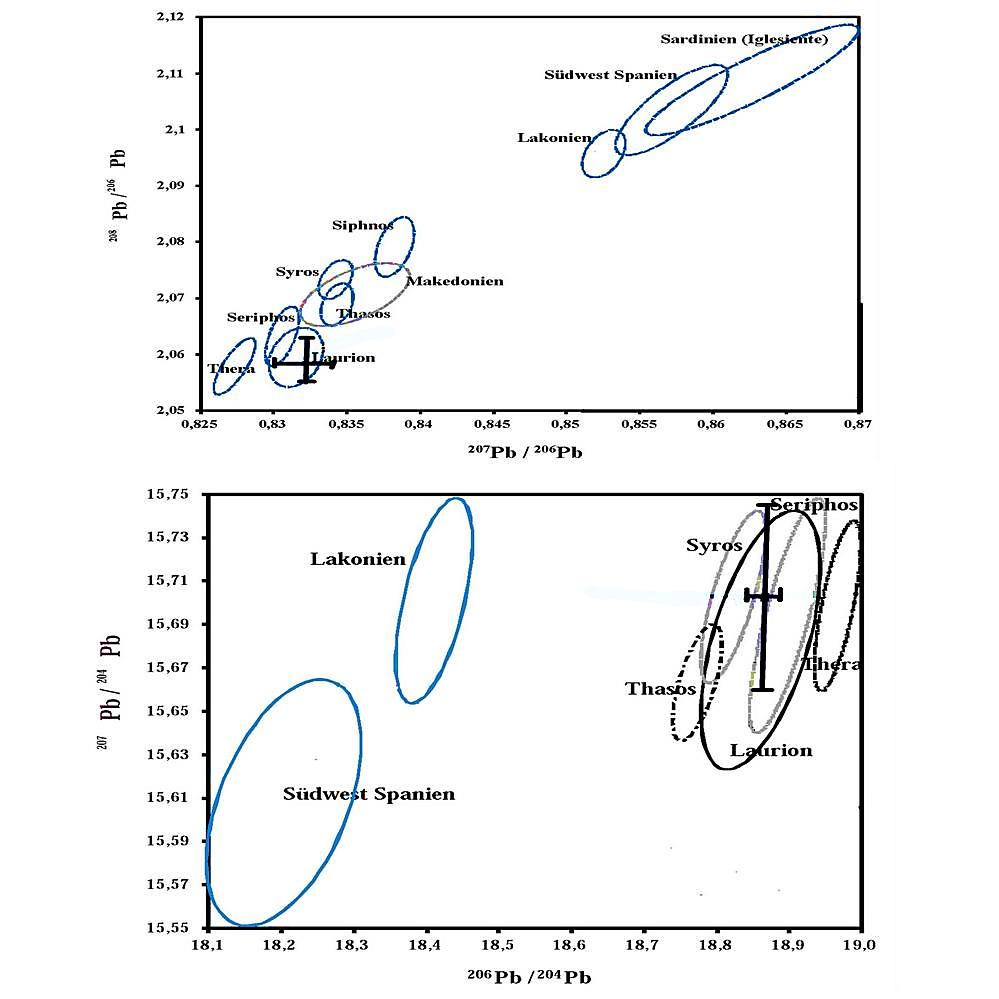 2,12
Sardinien (Iglesiente)
2,11
Südwest Spanien
2,1
Lakonien
208 Pb /206 Pb
2,09
Siphnos
2,08
Syros
Makedonien
2,07
Thasos
Seriphos
2,06
Laurion
Thera
2,05
0,825 0,83 0,835 0,84 0,845 0,85 0,855 0,86 0,865 0,87
207Pb / 206Pb
15,75
Seriphos
15,73
Syros
Lakonien
15,71
15,69
207 Pb / 204 Pb
15,67
Thera
Thasos
15,65
15,63
Laurion
15,61
Südwest Spanien
15,59
15,57
15,55
18,1 18,2 18,3 18,4 18,5 18,6 18,7 18,8 18,9 19,0
206Pb /204Pb